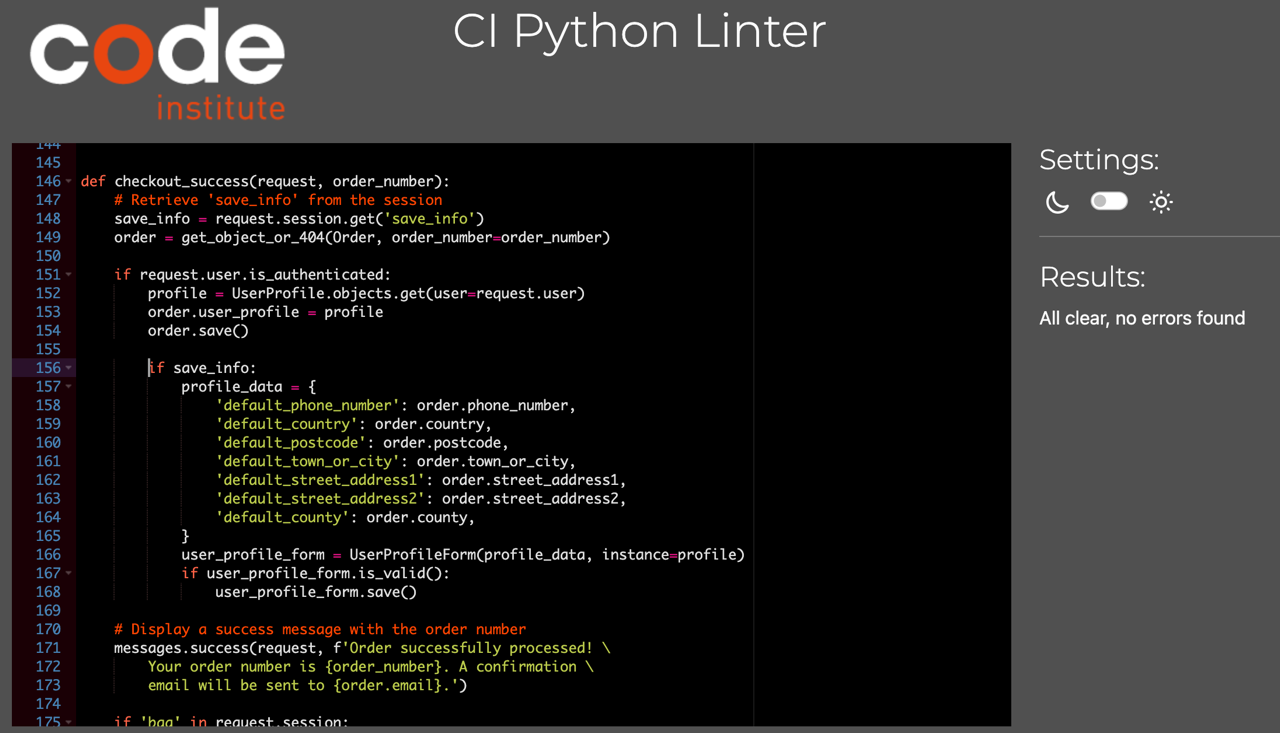 code
institute
CI Python Linter
144
145
146 def checkout_success(request, order_number):
147     # Retrieve 'save_info' from the session
148     save_info = request.session.get('save_info')
149     order = get_object_or_404(Order, order_number=order_number)
150
151     if request.user.is_authenticated:
152         profile = UserProfile.objects.get(user=request.user)
153         order.user_profile = profile
154         order.save()
155
156         if save_info:
157             profile_data = {
158                 'default_phone_number': order.phone_number,
159                 'default_country': order.country,
160                 'default_postcode': order.postcode,
161                 'default_town_or_city': order.town_or_city,
162                 'default_street_address1': order.street_address1,
163                 'default_street_address2': order.street_address2,
164                 'default_county': order.county,
165             }
166             user_profile_form = UserProfileForm(profile_data, instance=profile)
167             if user_profile_form.is_valid():
168                 user_profile_form.save()
169
170     # Display a success message with the order number
171     messages.success(request, f'Order successfully processed! \
172         Your order number is {order_number}. A confirmation \
173         email will be sent to {order.email}.')
174
175     if 'bag' in request.session:
Settings:
Results:
All clear, no errors found